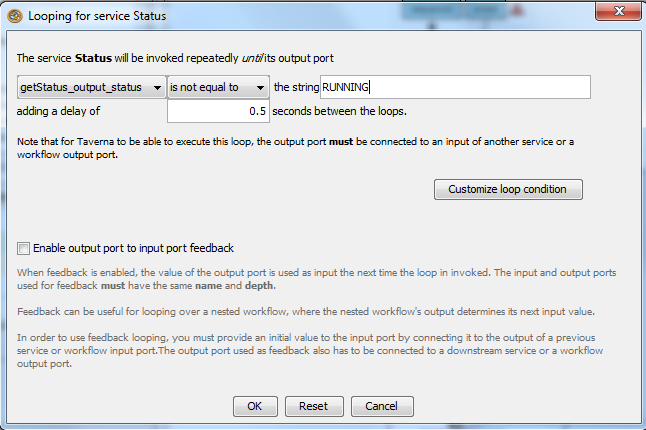 Looping for service Status
The service Status will be invoked repeatedly until its output port
getStatus_output_status is not equal to the string RUNNING
adding a delay of 0.5 seconds between the loops.
Note that for Taverna to be able to execute this loop, the output port must be connected to an input of another service or a
workflow output port.
Customize loop condition
Enable output port to input port feedback
When feedback is enabled, the value of the output port is used as input the next time the loop in invoked. The input and output ports
used for feedback must have the same name and depth.
Feedback can be useful for looping over a nested workflow, where the nested workflow's output determines its next input value.
In order to use feedback looping, you must provide an initial value to the input port by connecting it to the output of a previous
service or workflow input port.The output port used as feedback also has to be connected to a downstream service or a workflow
output port.
OK Reset Cancel